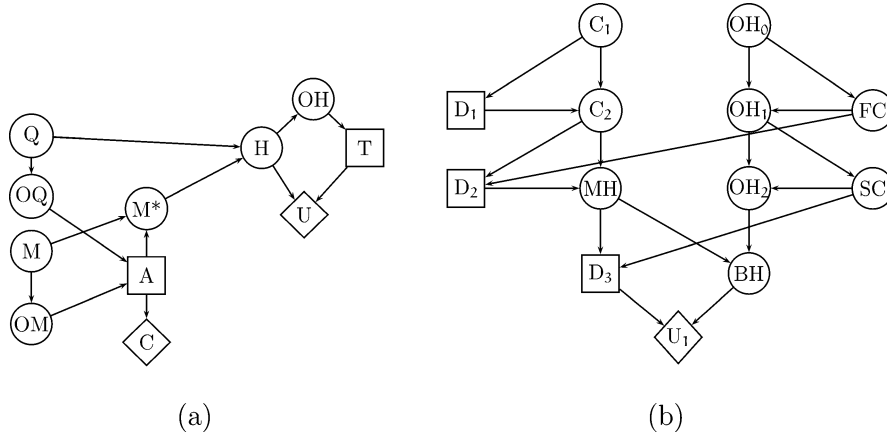 Q
OQ
M
OM
M*
A
C
H
OH
T
U
(a)
C₁
OH₀
D₁
C₂
OH₁
FC
D₂
MH
OH₂
SC
D₃
BH
U₁
(b)